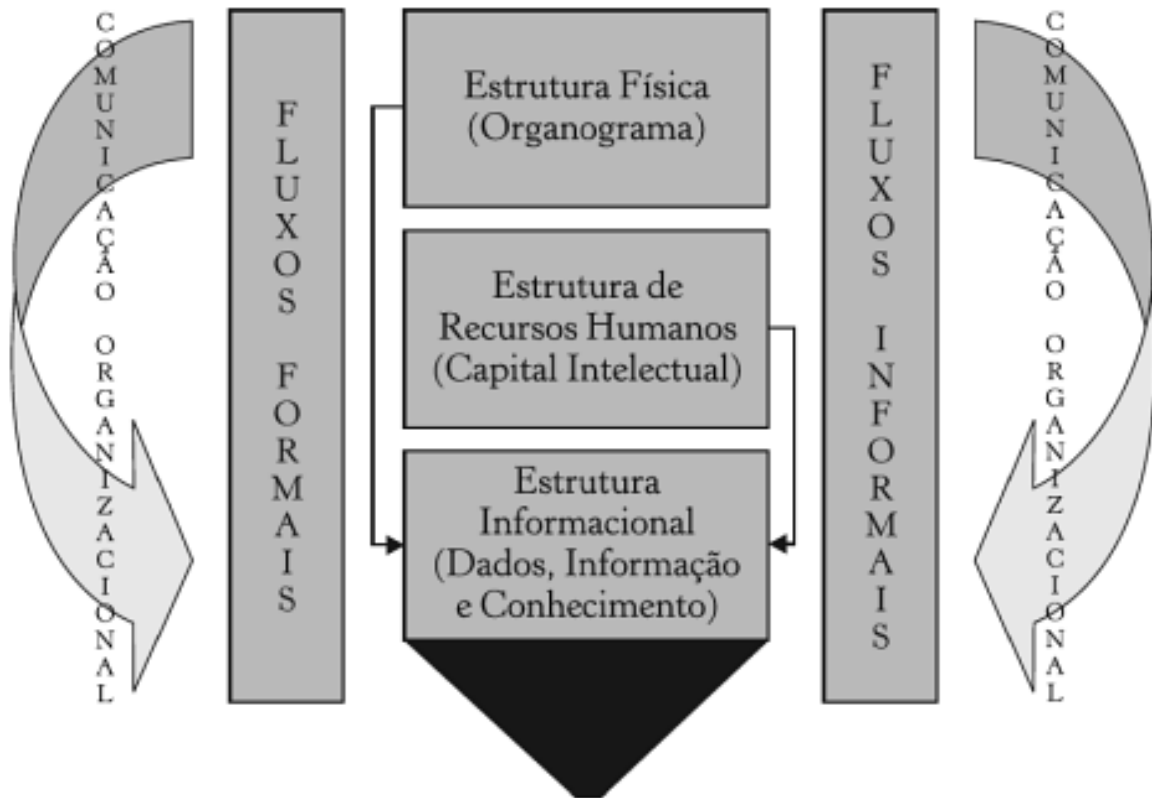 COMUNICAÇÃO ORGANIZACIONAL
FLUXOS FORMAIS
Estrutura Física
(Organograma)
Estrutura de
Recursos Humanos
(Capital Intelectual)
Estrutura
Informacional
(Dados, Informação
e Conhecimento)
FLUXOS INFORMAIS
COMUNICAÇÃO ORGANIZACIONAL